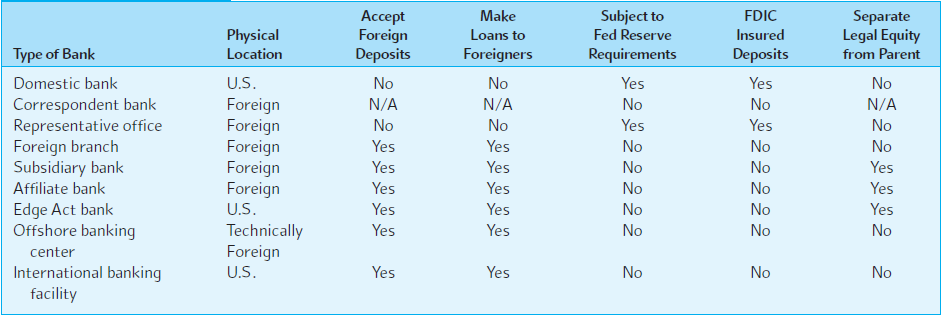 Accept Make Subject to FDIC Separate
Physical Foreign Loans to Fed Reserve Insured Legal Equity
Type of Bank Location Deposits Foreigners Requirements Deposits from Parent
Domestic bank U.S. No No Yes Yes No
Correspondent bank Foreign N/A N/A No No N/A
Representative office Foreign No No Yes Yes No
Foreign branch Foreign Yes Yes No No No
Subsidiary bank Foreign Yes Yes No No Yes
Affiliate bank Foreign Yes Yes No No Yes
Edge Act bank U.S. Yes Yes No No Yes
Offshore banking Technically Yes Yes No No No
center Foreign
International banking U.S. Yes Yes No No No
facility